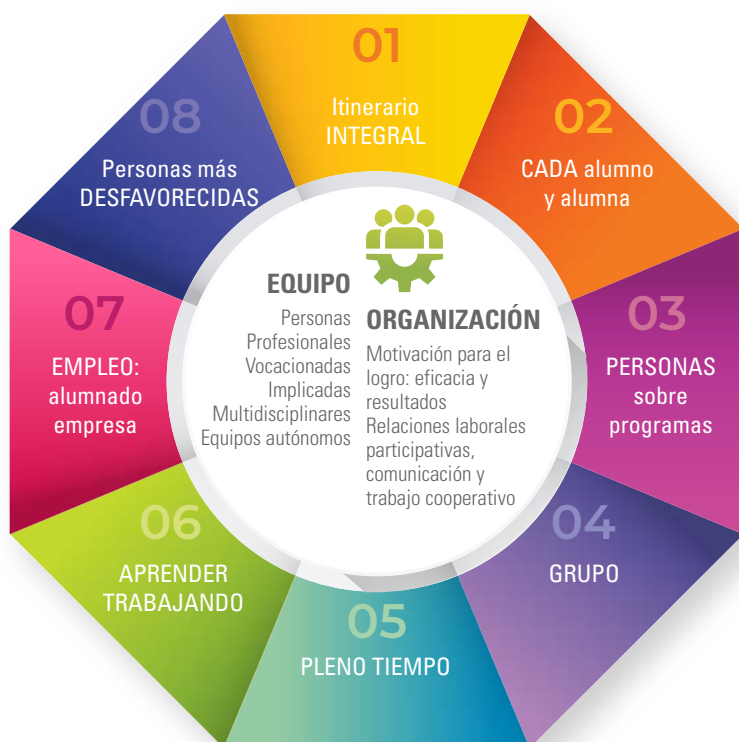 01
Itinerario
INTEGRAL
02
CADA alumno
y alumna
03
PERSONAS
sobre
programas
04
GRUPO
05
PLENO TIEMPO
06
APRENDER
TRABAJANDO
07
EMPLEO:
alumnado
empresa
08
Personas más
DESFAVORECIDAS
EQUIPO
Personas
Profesionales
Vocacionadas
Implicadas
Multidisciplinares
Equipos autónomos
ORGANIZACIÓN
Motivación para el
logro: eficacia y
resultados
Relaciones laborales
participativas,
comunicación y
trabajo cooperativo